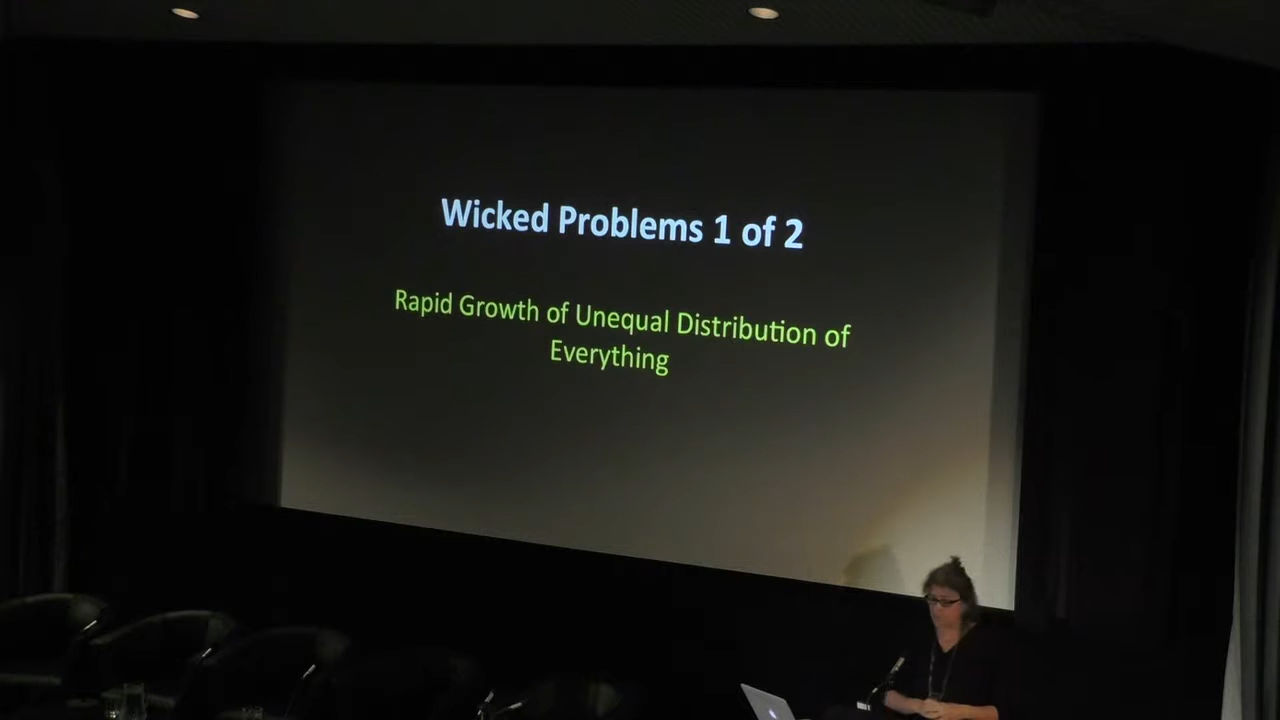 Wicked Problems 1 of 2
Rapid Growth of Unequal Distribution of
Everything